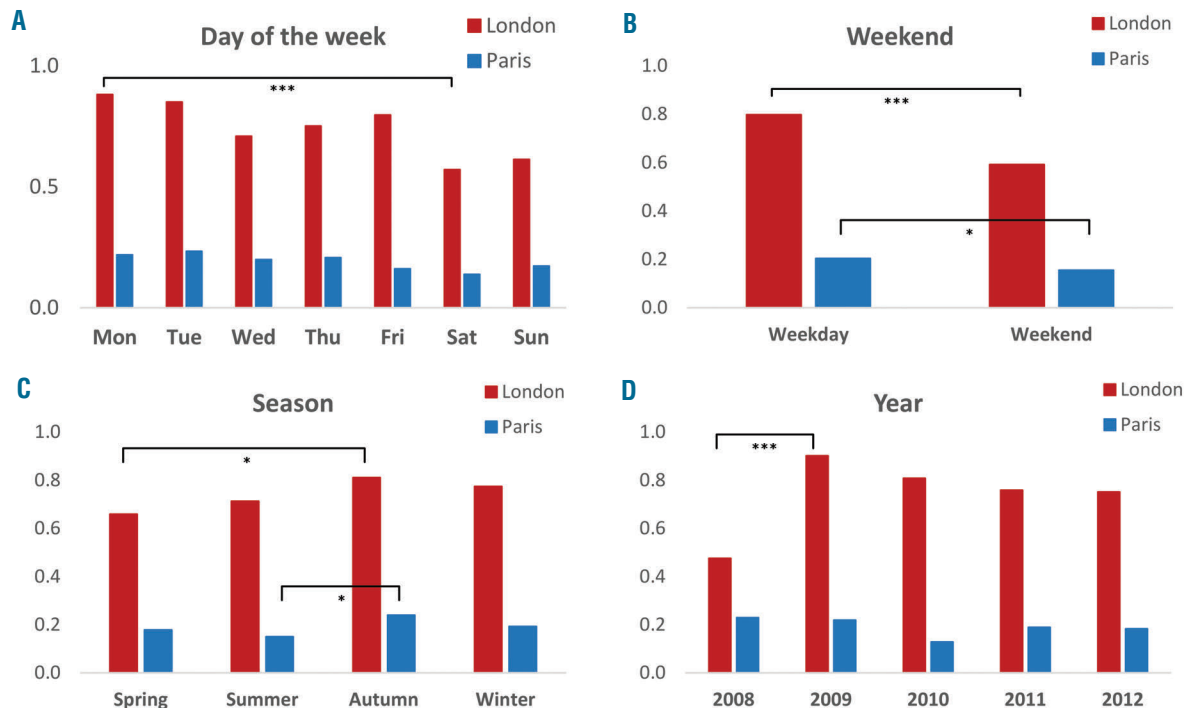 A
Day of the week
London
Paris
1.0
***
0.5
0.0
Mon Tue Wed Thu Fri Sat Sun
B
Weekend
London
Paris
1.0
***
0.8
0.6
0.4
*
0.2
0.0
Weekday Weekend
C
Season
London
Paris
1.0
*
0.8
0.6
0.4
*
0.2
0.0
Spring Summer Autumn Winter
D
Year
London
Paris
1.0
***
0.8
0.6
0.4
0.2
0.0
2008 2009 2010 2011 2012